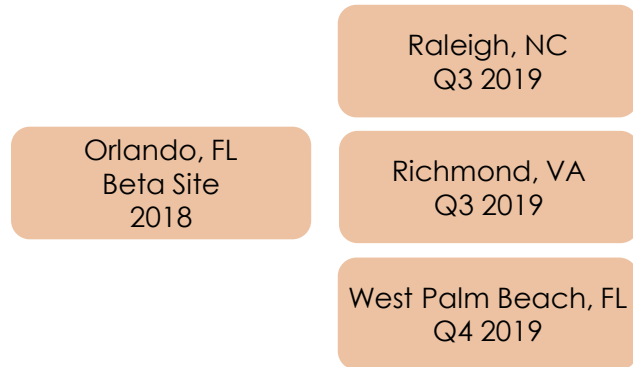 Orlando, FL
Beta Site
2018
Raleigh, NC
Q3 2019
Richmond, VA
Q3 2019
West Palm Beach, FL
Q4 2019